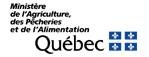 Ministère
de l'Agriculture,
des Pêcheries
et de l'Alimentation
Québec